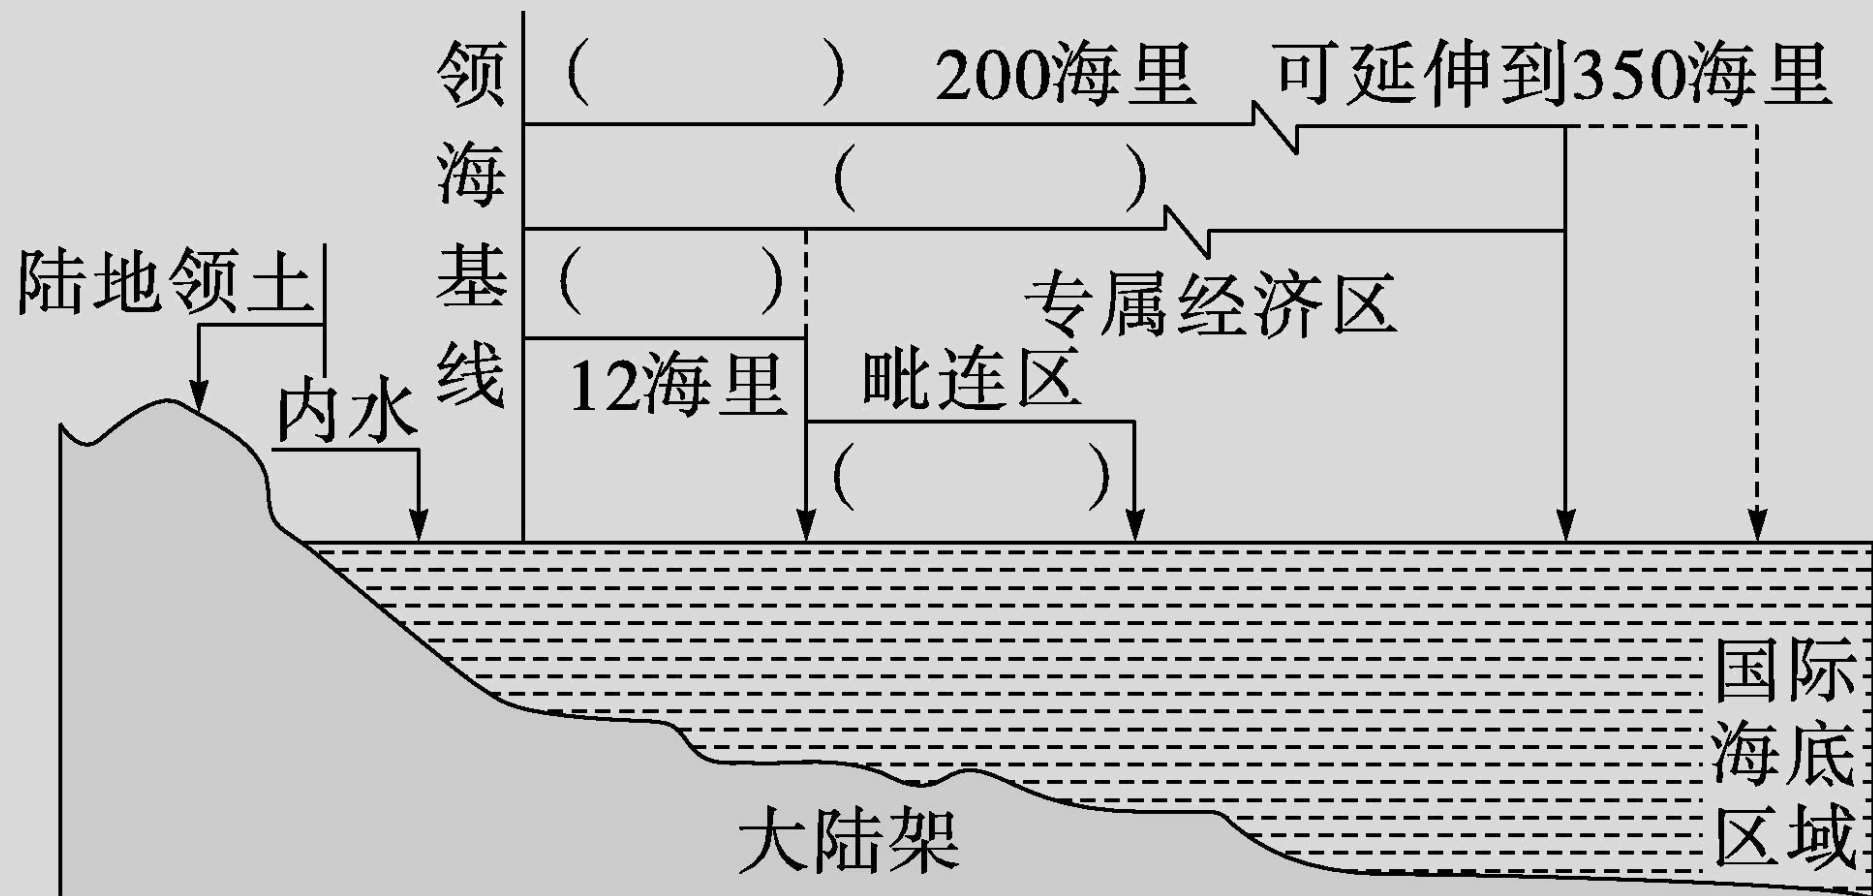 领海基线
( ) 200海里 可延伸到350海里
( )
( )
专属经济区
12海里
毗连区
( )
陆地领土
内水
大陆架
国际
海底
区域